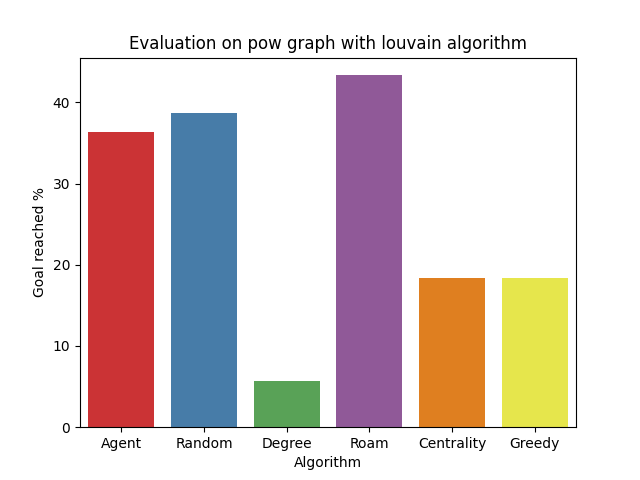 Evaluation on pow graph with louvain algorithm
Goal reached %
40
30
20
10
0
Agent Random Degree Roam Centrality Greedy
Algorithm